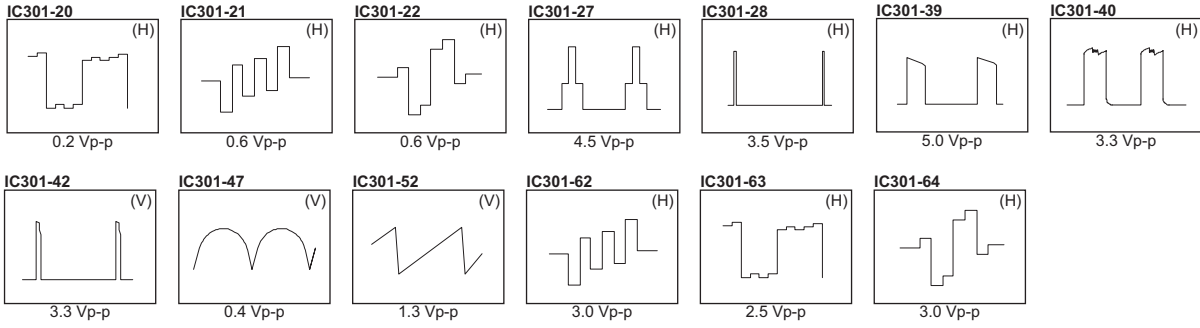 IC301-20 IC301-21 IC301-22 IC301-27 IC301-28 IC301-39 IC301-40
(H) (H) (H) (H) (H) (H) (H)
0.2 Vp-p 0.6 Vp-p 0.6 Vp-p 4.5 Vp-p 3.5 Vp-p 5.0 Vp-p 3.3 Vp-p
IC301-42 IC301-47 IC301-52 IC301-62 IC301-63 IC301-64
(V) (V) (V) (H) (H) (H)
3.3 Vp-p 0.4 Vp-p 1.3 Vp-p 3.0 Vp-p 2.5 Vp-p 3.0 Vp-p